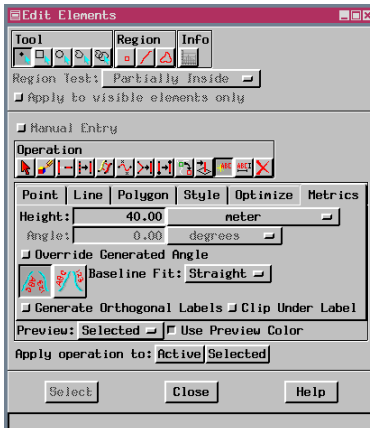 Edit Elements
Tool Region Info
Region Test: Partially Inside
Apply to visible elements only
Manual Entry
Operation
ABC ABC
Point Line Polygon Style Optimize Metrics
Height: 40.00 meter
Angle: 0.00 degrees
Override Generated Angle
Baseline Fit: Straight
Generate Orthogonal Labels Clip Under Label
Preview: Selected Use Preview Color
Apply operation to: Active Selected
Select Close Help